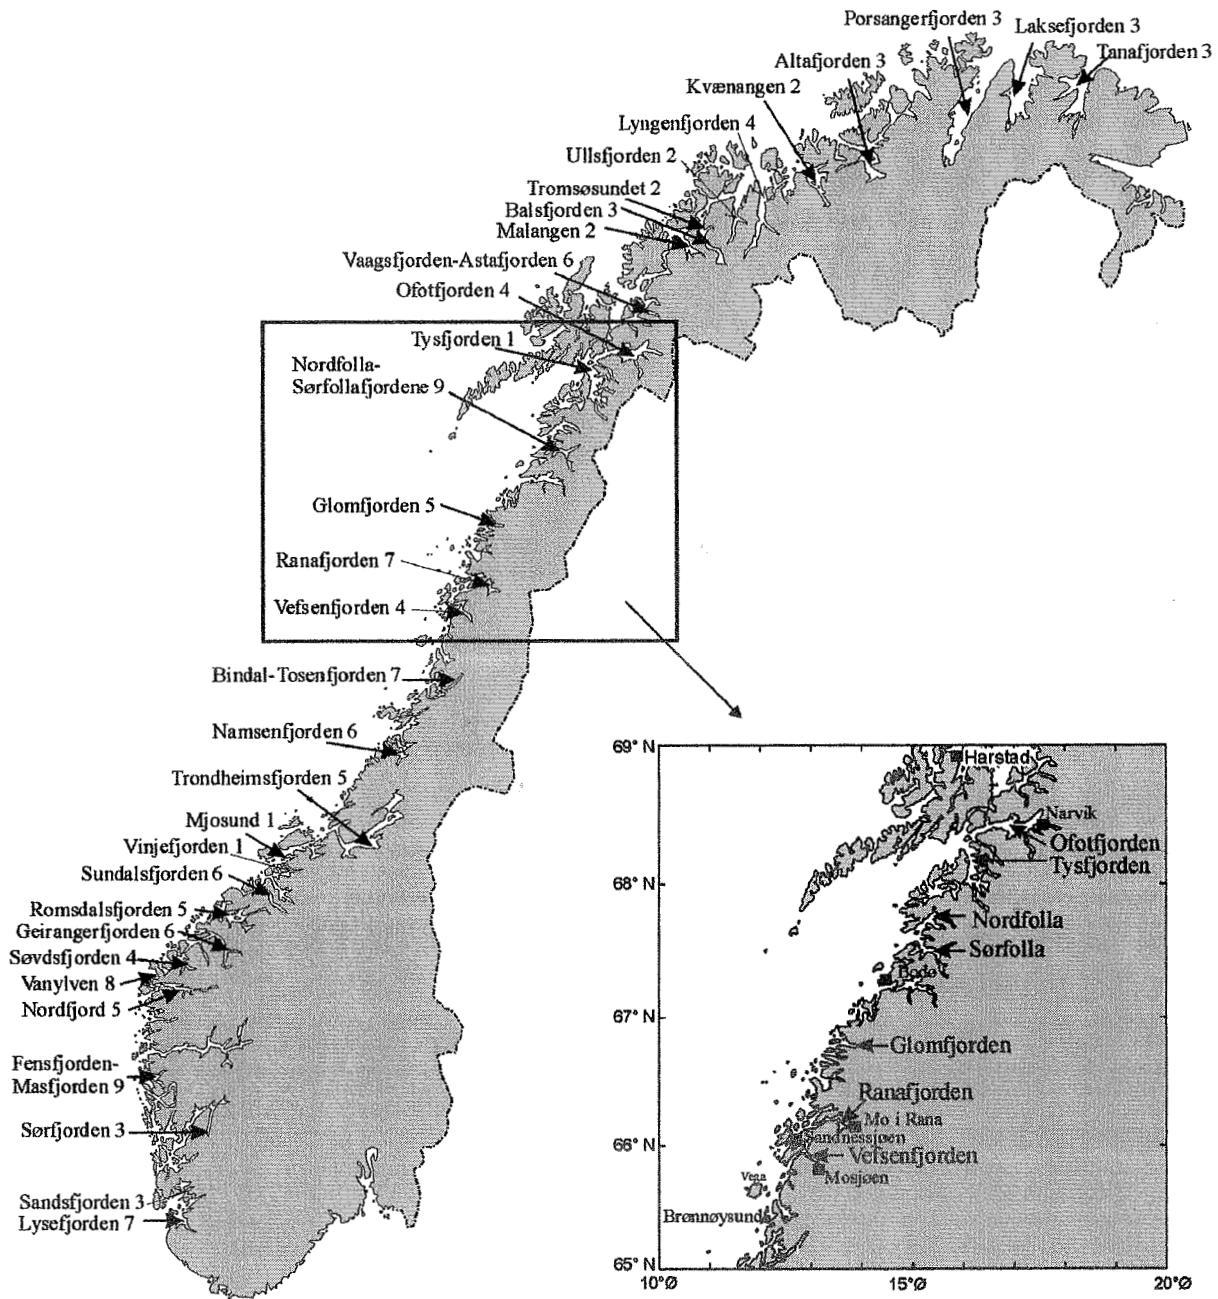 Porsangerfjorden 3
Laksefjorden 3
Tanafjorden 3
Altafjorden 3
Kvænangen 2
Lyngenfjorden 4
Ullsfjorden 2
Tromsøsundet 2
Balsfjorden 3
Malangen 2
Vaagsfjorden-Astafjorden 6
Ofotfjorden 4
Tysfjorden 1
Nordfolla-
Sørfollafjordene 9
Glomfjorden 5
Ranafjorden 7
Vefsenfjorden 4
Bindal-Tosenfjorden 7
Namsenfjorden 6
Trondheimsfjorden 5
Mjosund 1
Vinjefjorden 1
Sundalsfjorden 6
Romsdalsfjorden 5
Geirangerfjorden 6
Søvdsfjorden 4
Vanylven 8
Nordfjord 5
Fensfjorden-
Masfjorden 9
Sørfjorden 3
Sandsfjorden 3
Lysefjorden 7
69° N
68° N
67° N
66° N
65° N
10°Ø
15°Ø
20°Ø
Harstad
Narvik
Ofotfjorden
Tysfjorden
Nordfolla
Sørfolla
Bodø
Glomfjorden
Ranafjorden
Mo i Rana
Sandnessjøen
Vefsenfjorden
Mosjøen
Vega
Brønnøysund